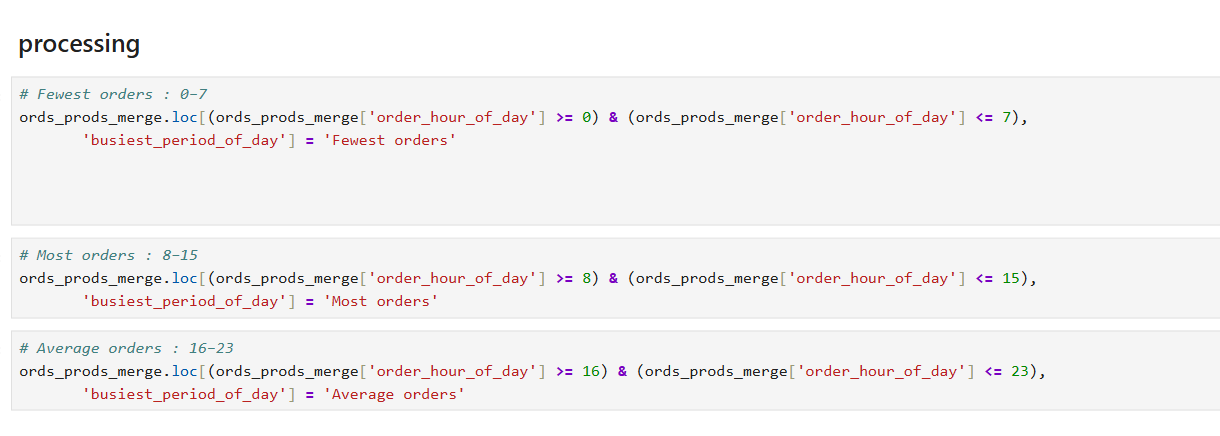 processing
# Fewest orders : 0-7
ords_prods_merge.loc[(ords_prods_merge['order_hour_of_day'] >= 0) & (ords_prods_merge['order_hour_of_day'] <= 7),
       'busiest_period_of_day'] = 'Fewest orders'
# Most orders : 8-15
ords_prods_merge.loc[(ords_prods_merge['order_hour_of_day'] >= 8) & (ords_prods_merge['order_hour_of_day'] <= 15),
       'busiest_period_of_day'] = 'Most orders'
# Average orders : 16-23
ords_prods_merge.loc[(ords_prods_merge['order_hour_of_day'] >= 16) & (ords_prods_merge['order_hour_of_day'] <= 23),
       'busiest_period_of_day'] = 'Average orders'